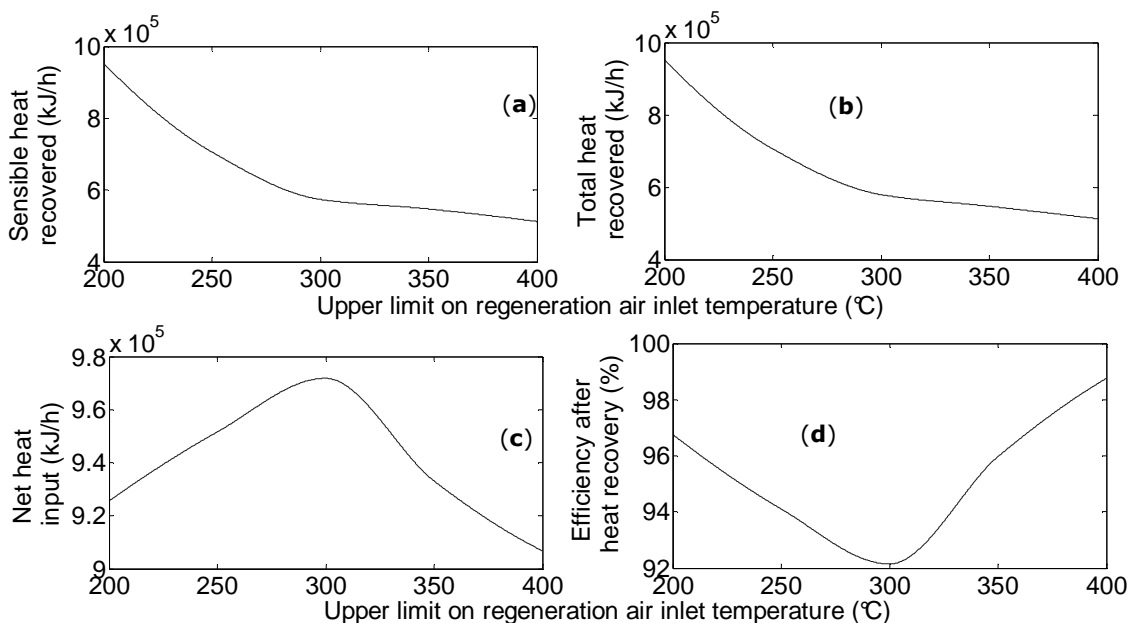 x 10^5
10
8
6
4
Sensible heat
recovered (kJ/h)
(a)
200 250 300 350 400
x 10^5
10
8
6
4
Total heat
recovered (kJ/h)
(b)
200 250 300 350 400
Upper limit on regeneration air inlet temperature (°C)
x 10^5
9.8
9.6
9.4
9.2
9
Net heat
input (kJ/h)
(c)
200 250 300 350 400
100
98
96
94
92
Efficiency after
heat recovery (%)
(d)
200 250 300 350 400
Upper limit on regeneration air inlet temperature (°C)